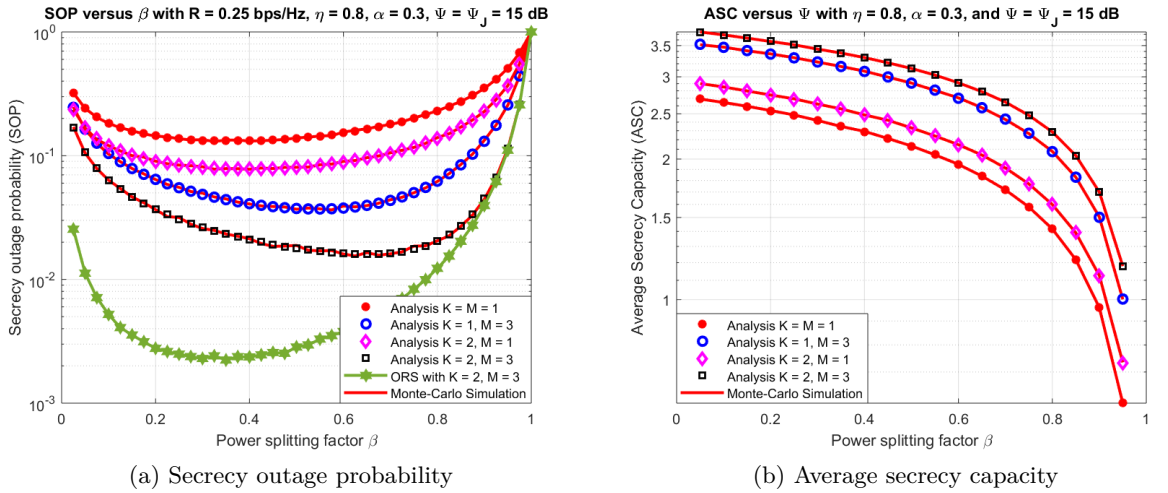 SOP versus β with R = 0.25 bps/Hz, η = 0.8, α = 0.3, Ψ = Ψ_J = 15 dB
10^0
10^-1
10^-2
10^-3
Secrecy outage probability (SOP)
Analysis K = M = 1
Analysis K = 1, M = 3
Analysis K = 2, M = 1
Analysis K = 2, M = 3
ORS with K = 2, M = 3
Monte-Carlo Simulation
0 0.2 0.4 0.6 0.8 1
Power splitting factor β
(a) Secrecy outage probability
ASC versus Ψ with η = 0.8, α = 0.3, and Ψ = Ψ_J = 15 dB
3.5
3
2.5
2
1.5
1
Average Secrecy Capacity (ASC)
Analysis K = M = 1
Analysis K = 1, M = 3
Analysis K = 2, M = 1
Analysis K = 2, M = 3
Monte-Carlo Simulation
0 0.2 0.4 0.6 0.8 1
Power splitting factor β
(b) Average secrecy capacity